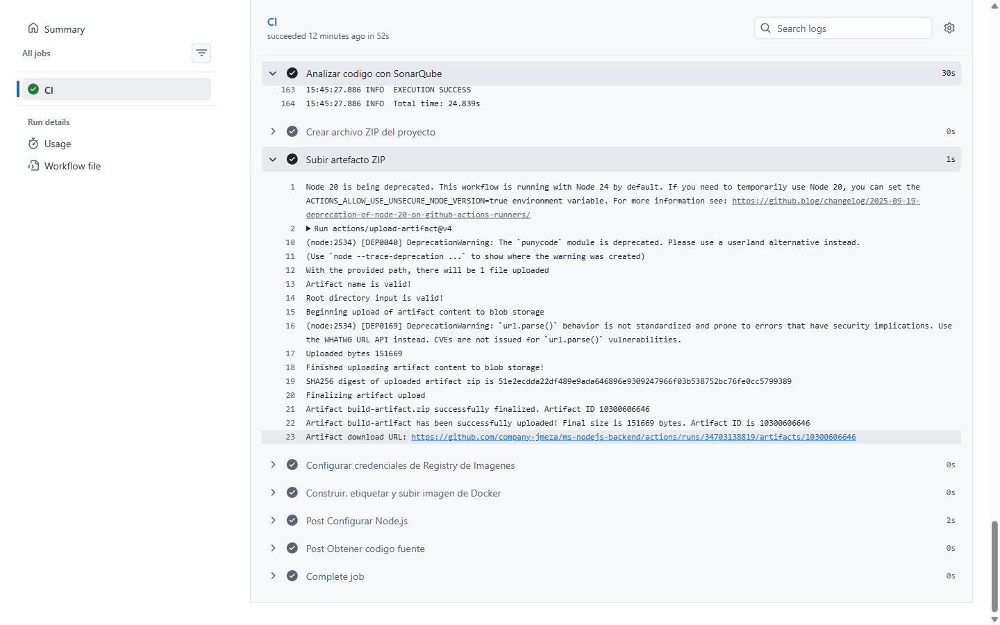 Summary
All jobs
CI
Run details
Usage
Workflow file
CI
succeeded 12 minutes ago in 52s
Search logs
Analizar codigo con SonarQube 30s
163 15:45:27.886 INFO  EXECUTION SUCCESS
164 15:45:27.886 INFO  Total time: 24.839s
Crear archivo ZIP del proyecto 0s
Subir artefacto ZIP 1s
1 Node 20 is being deprecated. This workflow is running with Node 24 by default. If you need to temporarily use Node 20, you can set the
ACTIONS_ALLOW_USE_UNSECURE_NODE_VERSION=true environment variable. For more information see: https://github.blog/changelog/2025-09-19-
deprecation-of-node-20-on-github-actions-runners/
2 Run actions/upload-artifact@v4
10 (node:2534) [DEP0040] DeprecationWarning: The `punycode` module is deprecated. Please use a userland alternative instead.
11 (Use `node --trace-deprecation ...` to show where the warning was created)
12 With the provided path, there will be 1 file uploaded
13 Artifact name is valid!
14 Root directory input is valid!
15 Beginning upload of artifact content to blob storage
16 (node:2534) [DEP0169] DeprecationWarning: `url.parse()` behavior is not standardized and prone to errors that have security implications. Use
the WHATWG URL API instead. CVEs are not issued for `url.parse()` vulnerabilities.
17 Uploaded bytes 151669
18 Finished uploading artifact content to blob storage!
19 SHA256 digest of uploaded artifact zip is 51e2ecdda22df489e9ada646896e9309247966f03b538752bc76fe0cc5799389
20 Finalizing artifact upload
21 Artifact build-artifact.zip successfully finalized. Artifact ID 10300606646
22 Artifact build-artifact has been successfully uploaded! Final size is 151669 bytes. Artifact ID is 10300606646
23 Artifact download URL: https://github.com/company-jmeza/ms-nodejs-backend/actions/runs/34703138819/artifacts/10300606646
Configurar credenciales de Registry de Imagenes 0s
Construir, etiquetar y subir imagen de Docker 0s
Post Configurar Node.js 2s
Post Obtener codigo fuente 0s
Complete job 0s